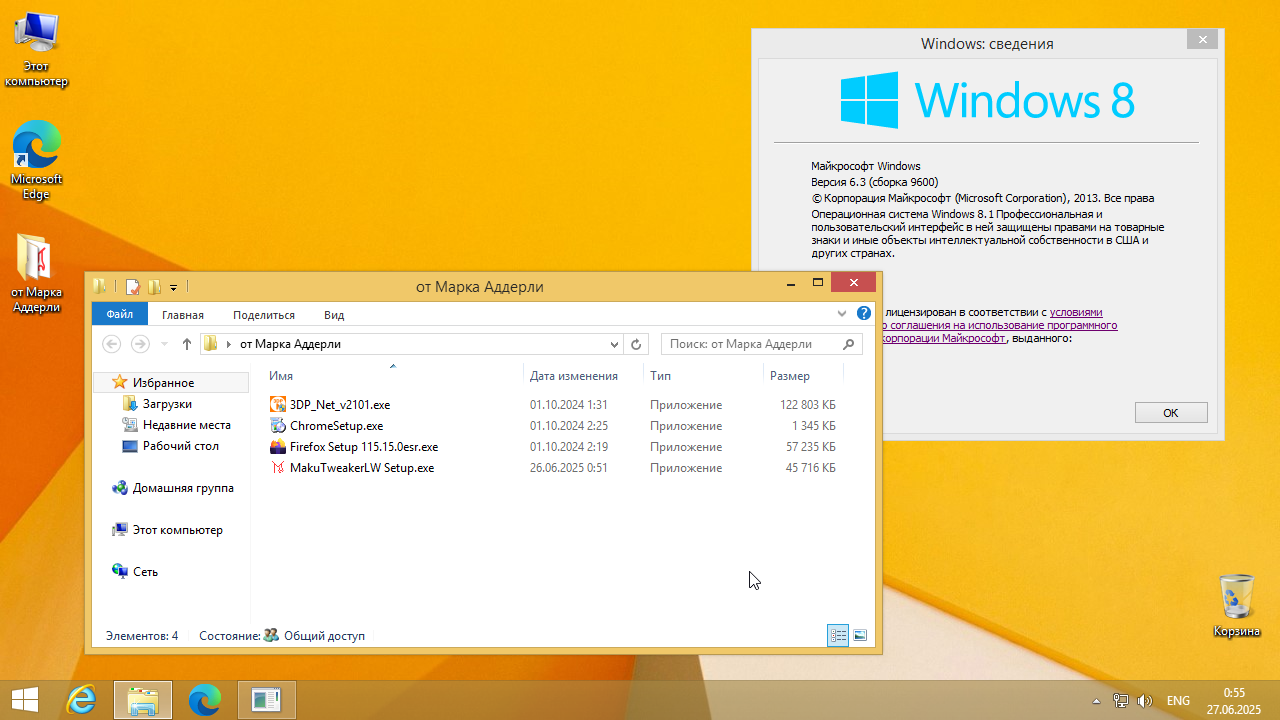 Этот
компьютер
Microsoft
Edge
от Марка
Аддерли
Windows: сведения
Windows 8
Майкрософт Windows
Версия 6.3 (сборка 9600)
© Корпорация Майкрософт (Microsoft Corporation), 2013. Все права
Операционная система Windows 8.1 Профессиональная и
пользовательский интерфейс в ней защищены правами на товарные
знаки и иные объекты интеллектуальной собственности в США и
других странах.
лицензирован в соответствии с условиями
о соглашения на использование программного
корпорации Майкрософт, выданного:
OK
от Марка Аддерли
Файл Главная Поделиться Вид
от Марка Аддерли Поиск: от Марка Аддерли
Имя Дата изменения Тип Размер
3DP_Net_v2101.exe 01.10.2024 1:31 Приложение 122 803 КБ
ChromeSetup.exe 01.10.2024 2:25 Приложение 1 345 КБ
Firefox Setup 115.15.0esr.exe 01.10.2024 2:19 Приложение 57 235 КБ
MakuTweakerLW Setup.exe 26.06.2025 0:51 Приложение 45 716 КБ
Избранное
Загрузки
Недавние места
Рабочий стол
Домашняя группа
Этот компьютер
Сеть
Элементов: 4 Состояние: Общий доступ
Корзина
ENG
0:55
27.06.2025